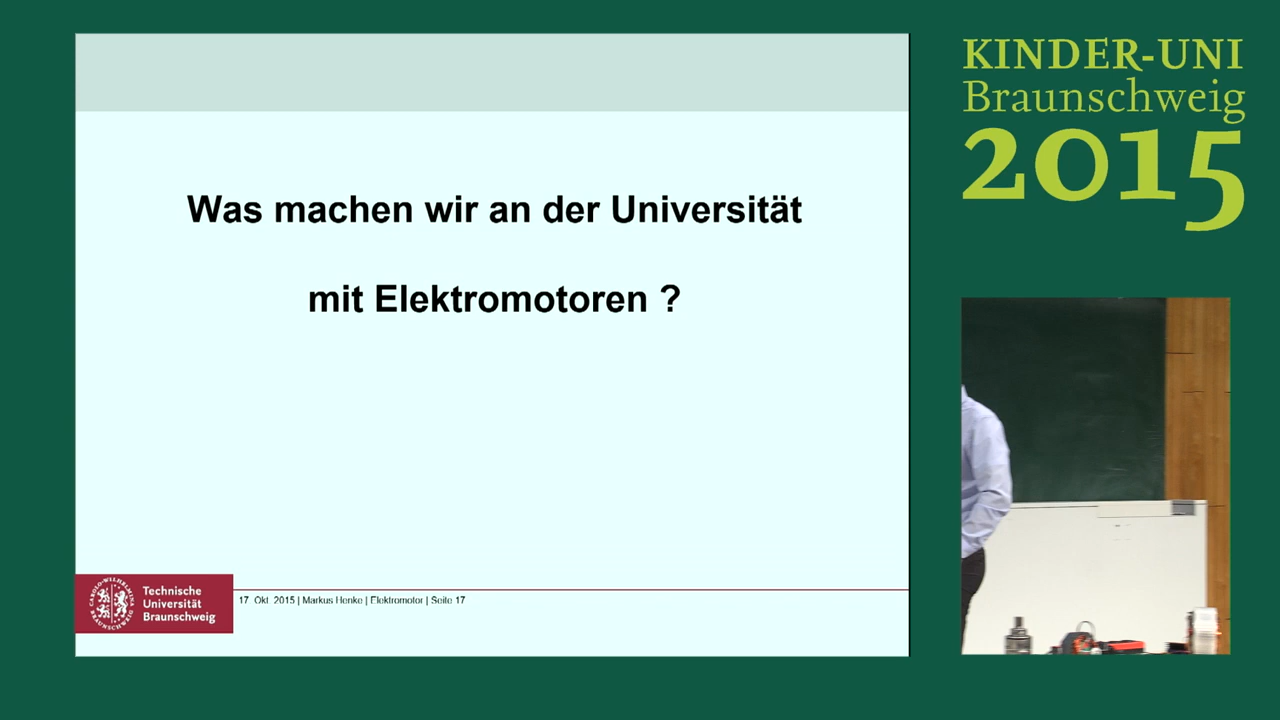 KINDER-UNI
Braunschweig
2015
Was machen wir an der Universität
mit Elektromotoren ?
Technische
Universität
Braunschweig
17. Okt. 2015 | Markus Henke | Elektromotor | Seite 17